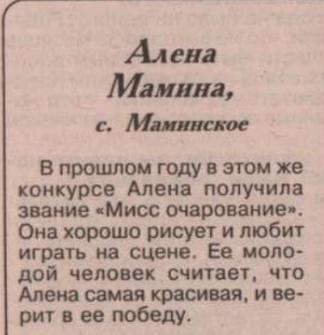 Алена
Мамина,
с. Маминское
В прошлом году в этом же
конкурсе Алена получила
звание «Мисс очарование».
Она хорошо рисует и любит
играть на сцене. Ее моло-
дой человек считает, что
Алена самая красивая, и ве-
рит в ее победу.